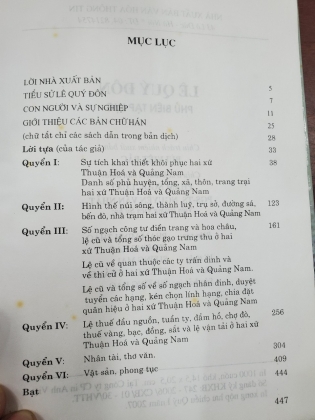 MỤC LỤC
LỜI NHÀ XUẤT BẢN 5
TIỂU SỬ LÊ QUÝ ĐÔN 7
CON NGƯỜI VÀ SỰ NGHIỆP 11
GIỚI THIỆU CÁC BẢN CHỮ HÁN 25
(chữ tắt chỉ các sách dẫn trong bản dịch) 28
Lời tựa (của tác giả) 33
Quyển I: Sự tích khai thiết khôi phục hai xứ 38
Thuận Hoá và Quảng Nam
Danh số phủ huyện, tổng, xã, thôn, trang trại
hai xứ Thuận Hoá và Quảng Nam
Quyển II: Hình thế núi sông, thành luỹ, trụ sở, đường sá, 123
bến đò, nhà trạm hai xứ Thuận Hoá và Quảng Nam
Quyển III: Số ngạch công tư điền trang và hoa châu, 161
lệ cũ và tổng số thóc gạo trưng thu ở hai
xứ Thuận Hoá và Quảng Nam
Lệ cũ về quan thuộc các ty trấn dinh và
về thị cũ ở hai xứ Thuận Hoá và Quảng Nam.
Lệ cũ và tổng số về số ngạch nhân đinh, duyệt
tuyển các hạng, kén chọn lính hạng, chia đặt
quân hiệu ở hai xứ Thuận Hoá và Quảng Nam
Quyển IV: Lệ thuế đầu nguồn, tuần ty, đầm hồ, chợ đò, 256
thuế vàng, bạc, đồng, sắt và lệ vận tải ở hai xứ
Thuận Hoá và Quảng Nam
Quyển V: Nhân tài, thơ văn. 304
Quyển VI: Vật sản, phong tục 409
Bạt 444
447